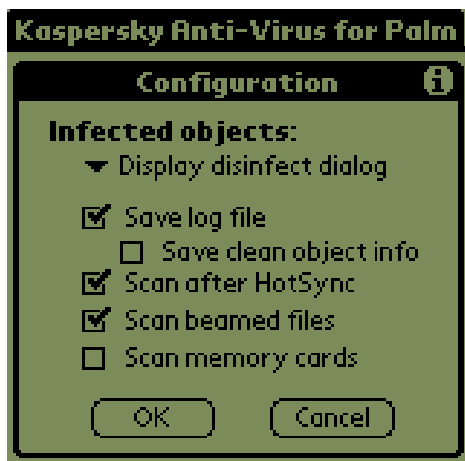 Kaspersky Anti-Virus for Palm
Configuration
Infected objects:
Display disinfect dialog
Save log file
Save clean object info
Scan after HotSync
Scan beamed files
Scan memory cards
OK Cancel